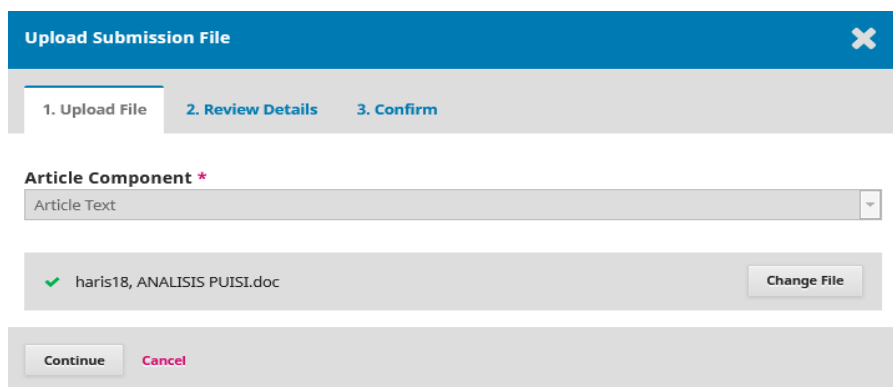 Upload Submission File
1. Upload File 2. Review Details 3. Confirm
Article Component *
Article Text
haris18, ANALISIS PUISI.doc Change File
Continue Cancel